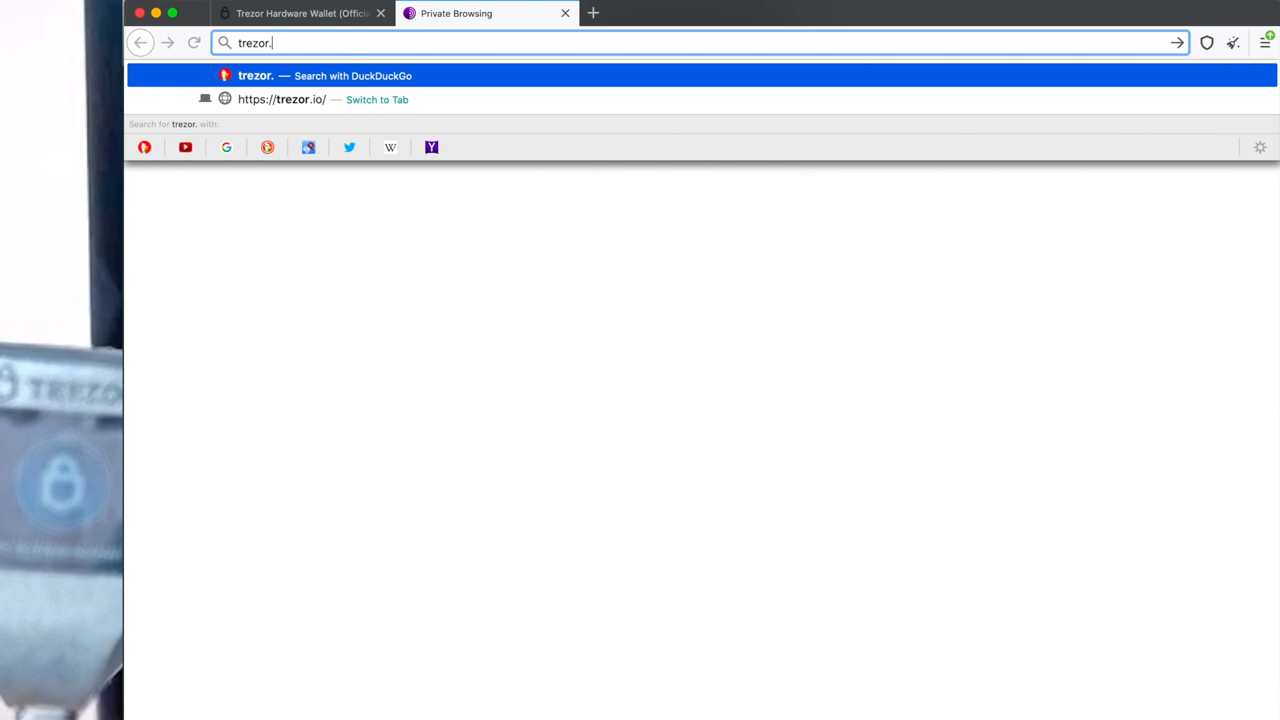 Trezor Hardware Wallet (Officia
Private Browsing
trezor.
trezor. — Search with DuckDuckGo
https://trezor.io/ — Switch to Tab
Search for trezor. with:
W
Y
TREZO